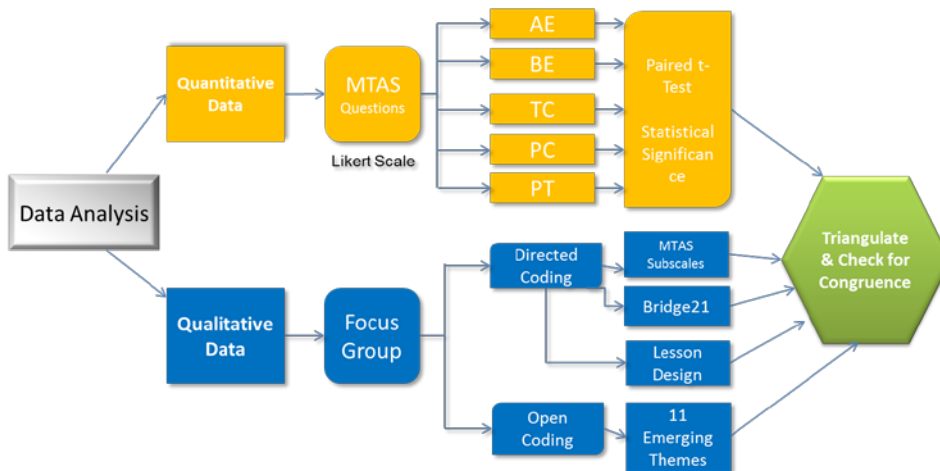 Data Analysis
Quantitative
Data
MTAS
Questions
Likert Scale
AE
BE
TC
PC
PT
Paired t-
Test
Statistical
Significan
ce
Qualitative
Data
Focus
Group
Directed
Coding
Open
Coding
MTAS
Subscales
Bridge21
Lesson
Design
11
Emerging
Themes
Triangulate
& Check for
Congruence